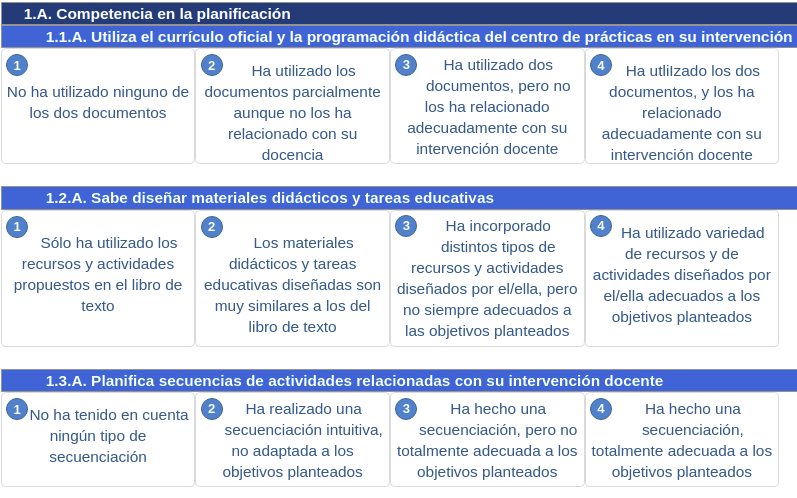 1.A. Competencia en la planificación
1.1.A. Utiliza el currículo oficial y la programación didáctica del centro de prácticas en su intervención
1
No ha utilizado ninguno de
los dos documentos
2
Ha utilizado los
documentos parcialmente
aunque no los ha
relacionado con su
docencia
3
Ha utilizado dos
documentos, pero no
los ha relacionado
adecuadamente con su
intervención docente
4
Ha utliIzado los dos
documentos, y los ha
relacionado
adecuadamente con su
intervención docente
1.2.A. Sabe diseñar materiales didácticos y tareas educativas
1
Sólo ha utilizado los
recursos y actividades
propuestos en el libro de
texto
2
Los materiales
didácticos y tareas
educativas diseñadas son
muy similares a los del
libro de texto
3
Ha incorporado
distintos tipos de
recursos y actividades
diseñados por el/ella, pero
no siempre adecuados a
las objetivos planteados
4
Ha utilizado variedad
de recursos y de
actividades diseñados por
el/ella adecuados a los
objetivos planteados
1.3.A. Planifica secuencias de actividades relacionadas con su intervención docente
1
No ha tenido en cuenta
ningún tipo de
secuenciación
2
Ha realizado una
secuenciación intuitiva,
no adaptada a los
objetivos planteados
3
Ha hecho una
secuenciación, pero no
totalmente adecuada a los
objetivos planteados
4
Ha hecho una
secuenciación,
totalmente adecuada a los
objetivos planteados